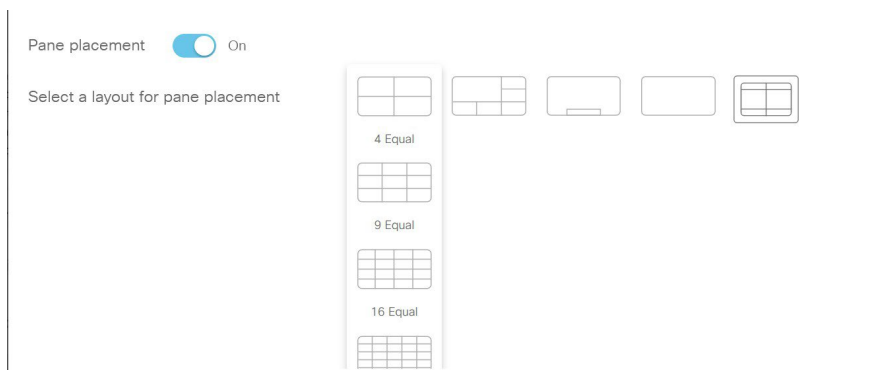 Pane placement On
Select a layout for pane placement
4 Equal
9 Equal
16 Equal